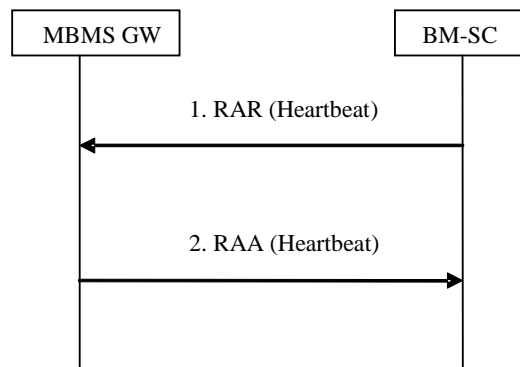 MBMS GW
BM-SC
1. RAR (Heartbeat)
2. RAA (Heartbeat)